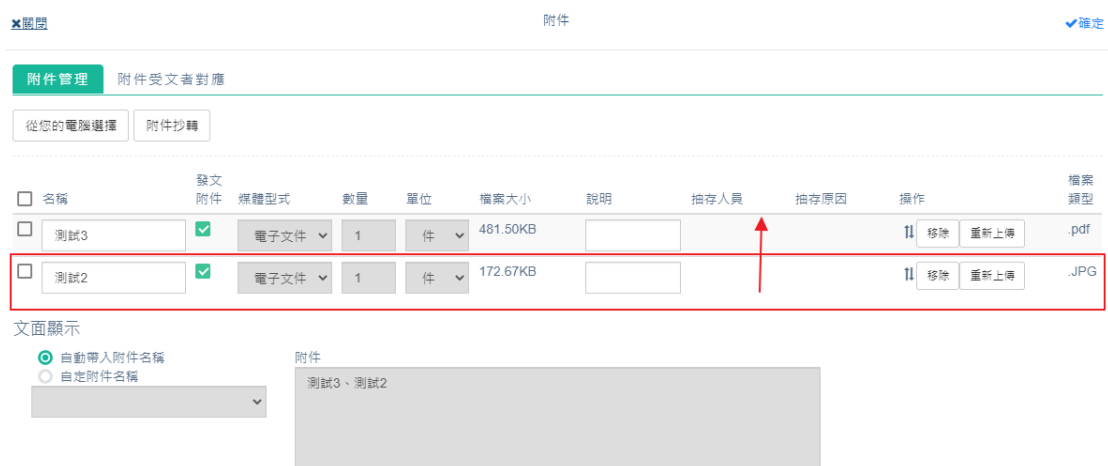 ✖關閉 附件 ✔確定
附件管理 附件受文者對應
從您的電腦選擇 附件抄轉
名稱 發文附件 媒體型式 數量 單位 檔案大小 說明 抽存人員 抽存原因 操作 檔案類型
測試3 電子文件 1 件 481.50KB 移除 重新上傳 .pdf
測試2 電子文件 1 件 172.67KB 移除 重新上傳 .JPG
文面顯示
自動帶入附件名稱 附件
自定附件名稱
測試3、測試2